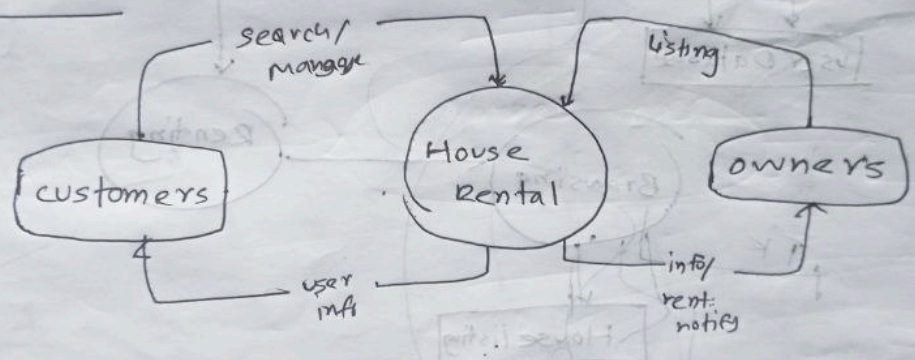 search/
manage
Listing
House
Rental
customers
owners
user
info
info/
rent
notify